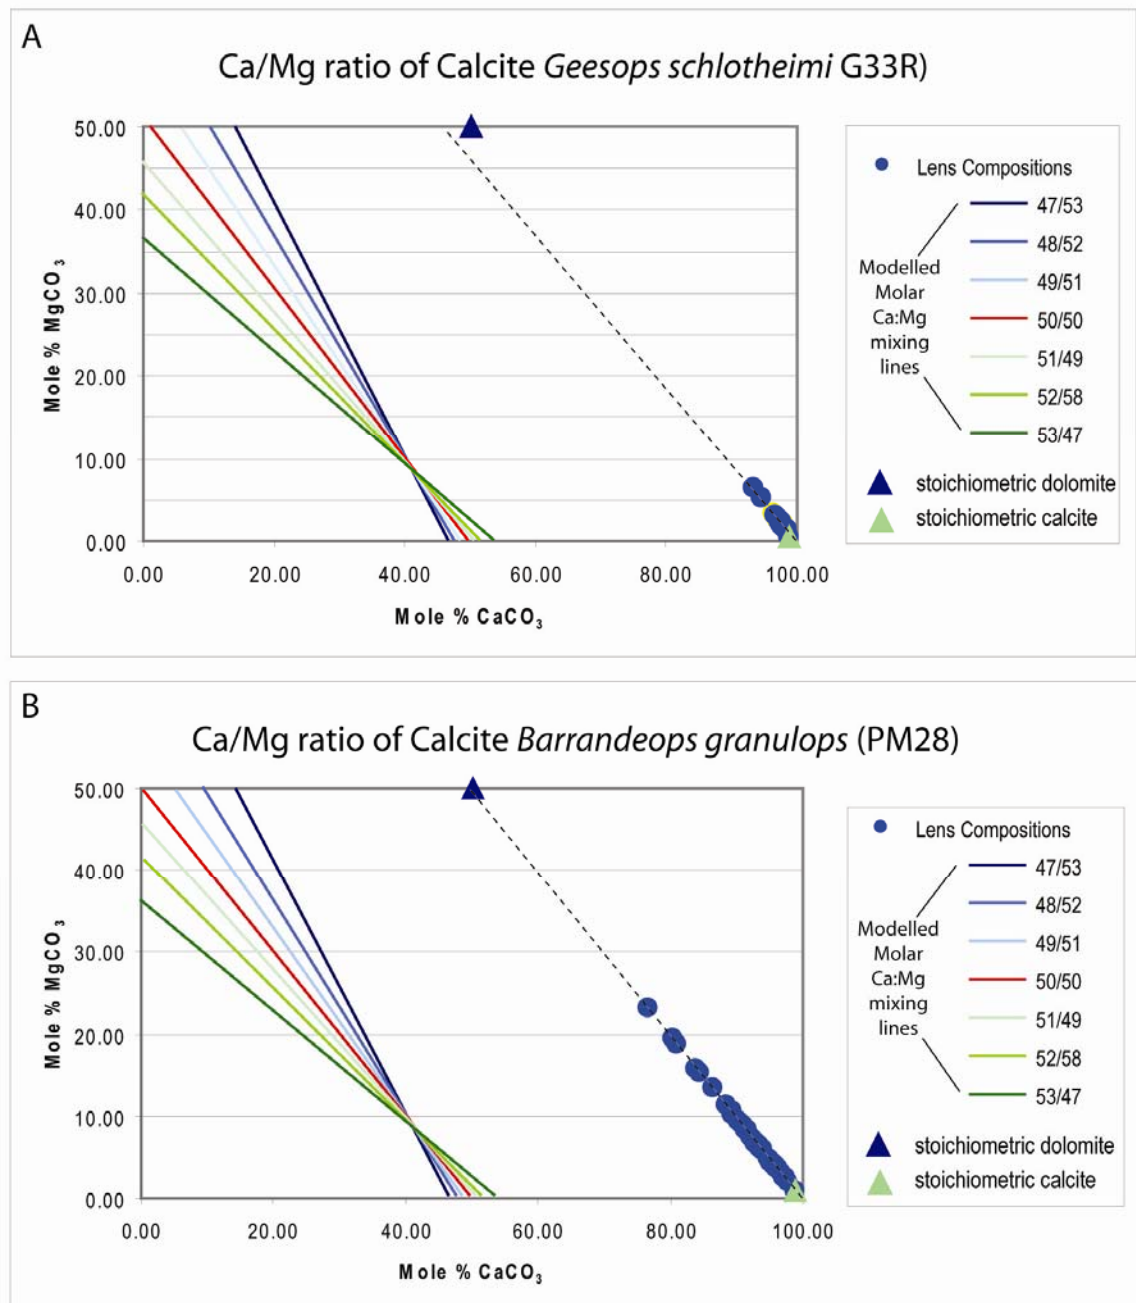 A
Ca/Mg ratio of Calcite Geesops schlotheimi G33R)
50.00
40.00
30.00
20.00
10.00
0.00
Mole % MgCO3
0.00 20.00 40.00 60.00 80.00 100.00
Mole % CaCO3
Lens Compositions
Modelled
Molar
Ca:Mg
mixing
lines
47/53
48/52
49/51
50/50
51/49
52/58
53/47
stoichiometric dolomite
stoichiometric calcite
B
Ca/Mg ratio of Calcite Barrandeops granulops (PM28)
50.00
40.00
30.00
20.00
10.00
0.00
Mole % MgCO3
0.00 20.00 40.00 60.00 80.00 100.00
Mole % CaCO3
Lens Compositions
Modelled
Molar
Ca:Mg
mixing
lines
47/53
48/52
49/51
50/50
51/49
52/58
53/47
stoichiometric dolomite
stoichiometric calcite